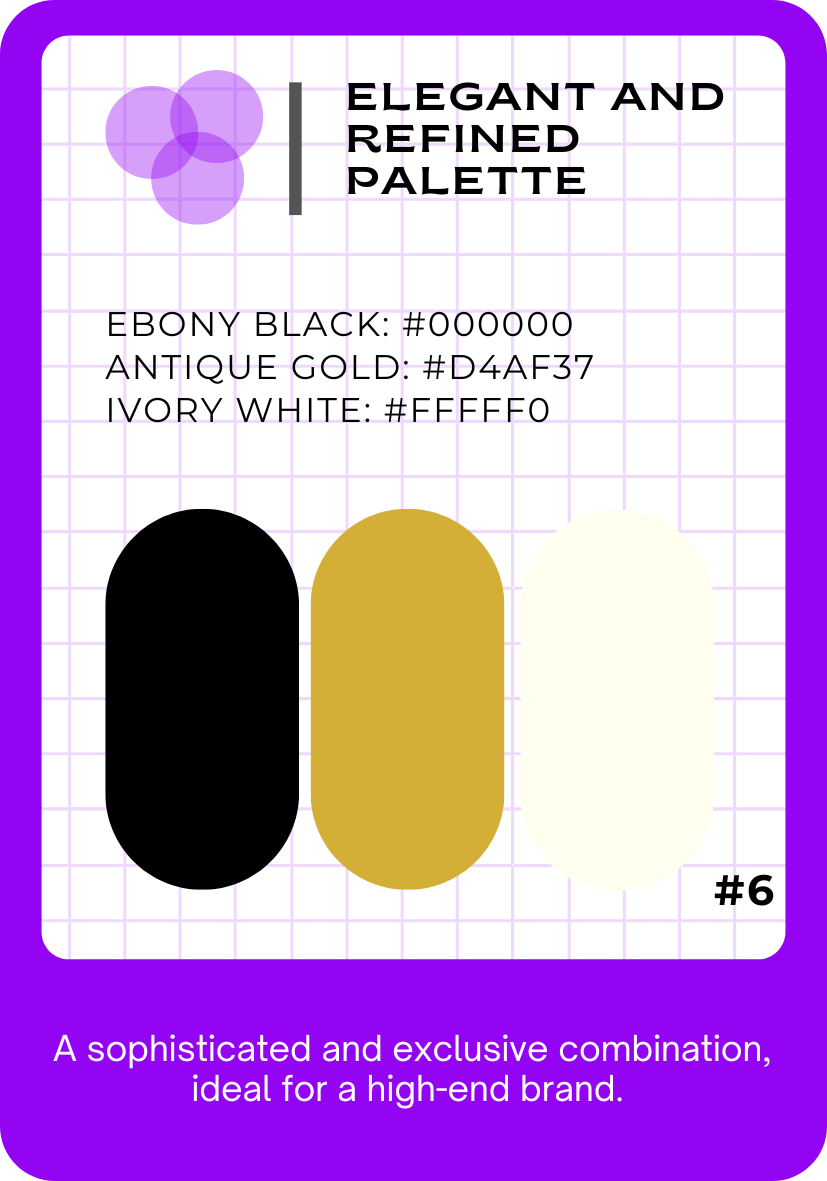 ELEGANT AND
REFINED
PALETTE
EBONY BLACK: #000000
ANTIQUE GOLD: #D4AF37
IVORY WHITE: #FFFFF0
#6
A sophisticated and exclusive combination,
ideal for a high-end brand.